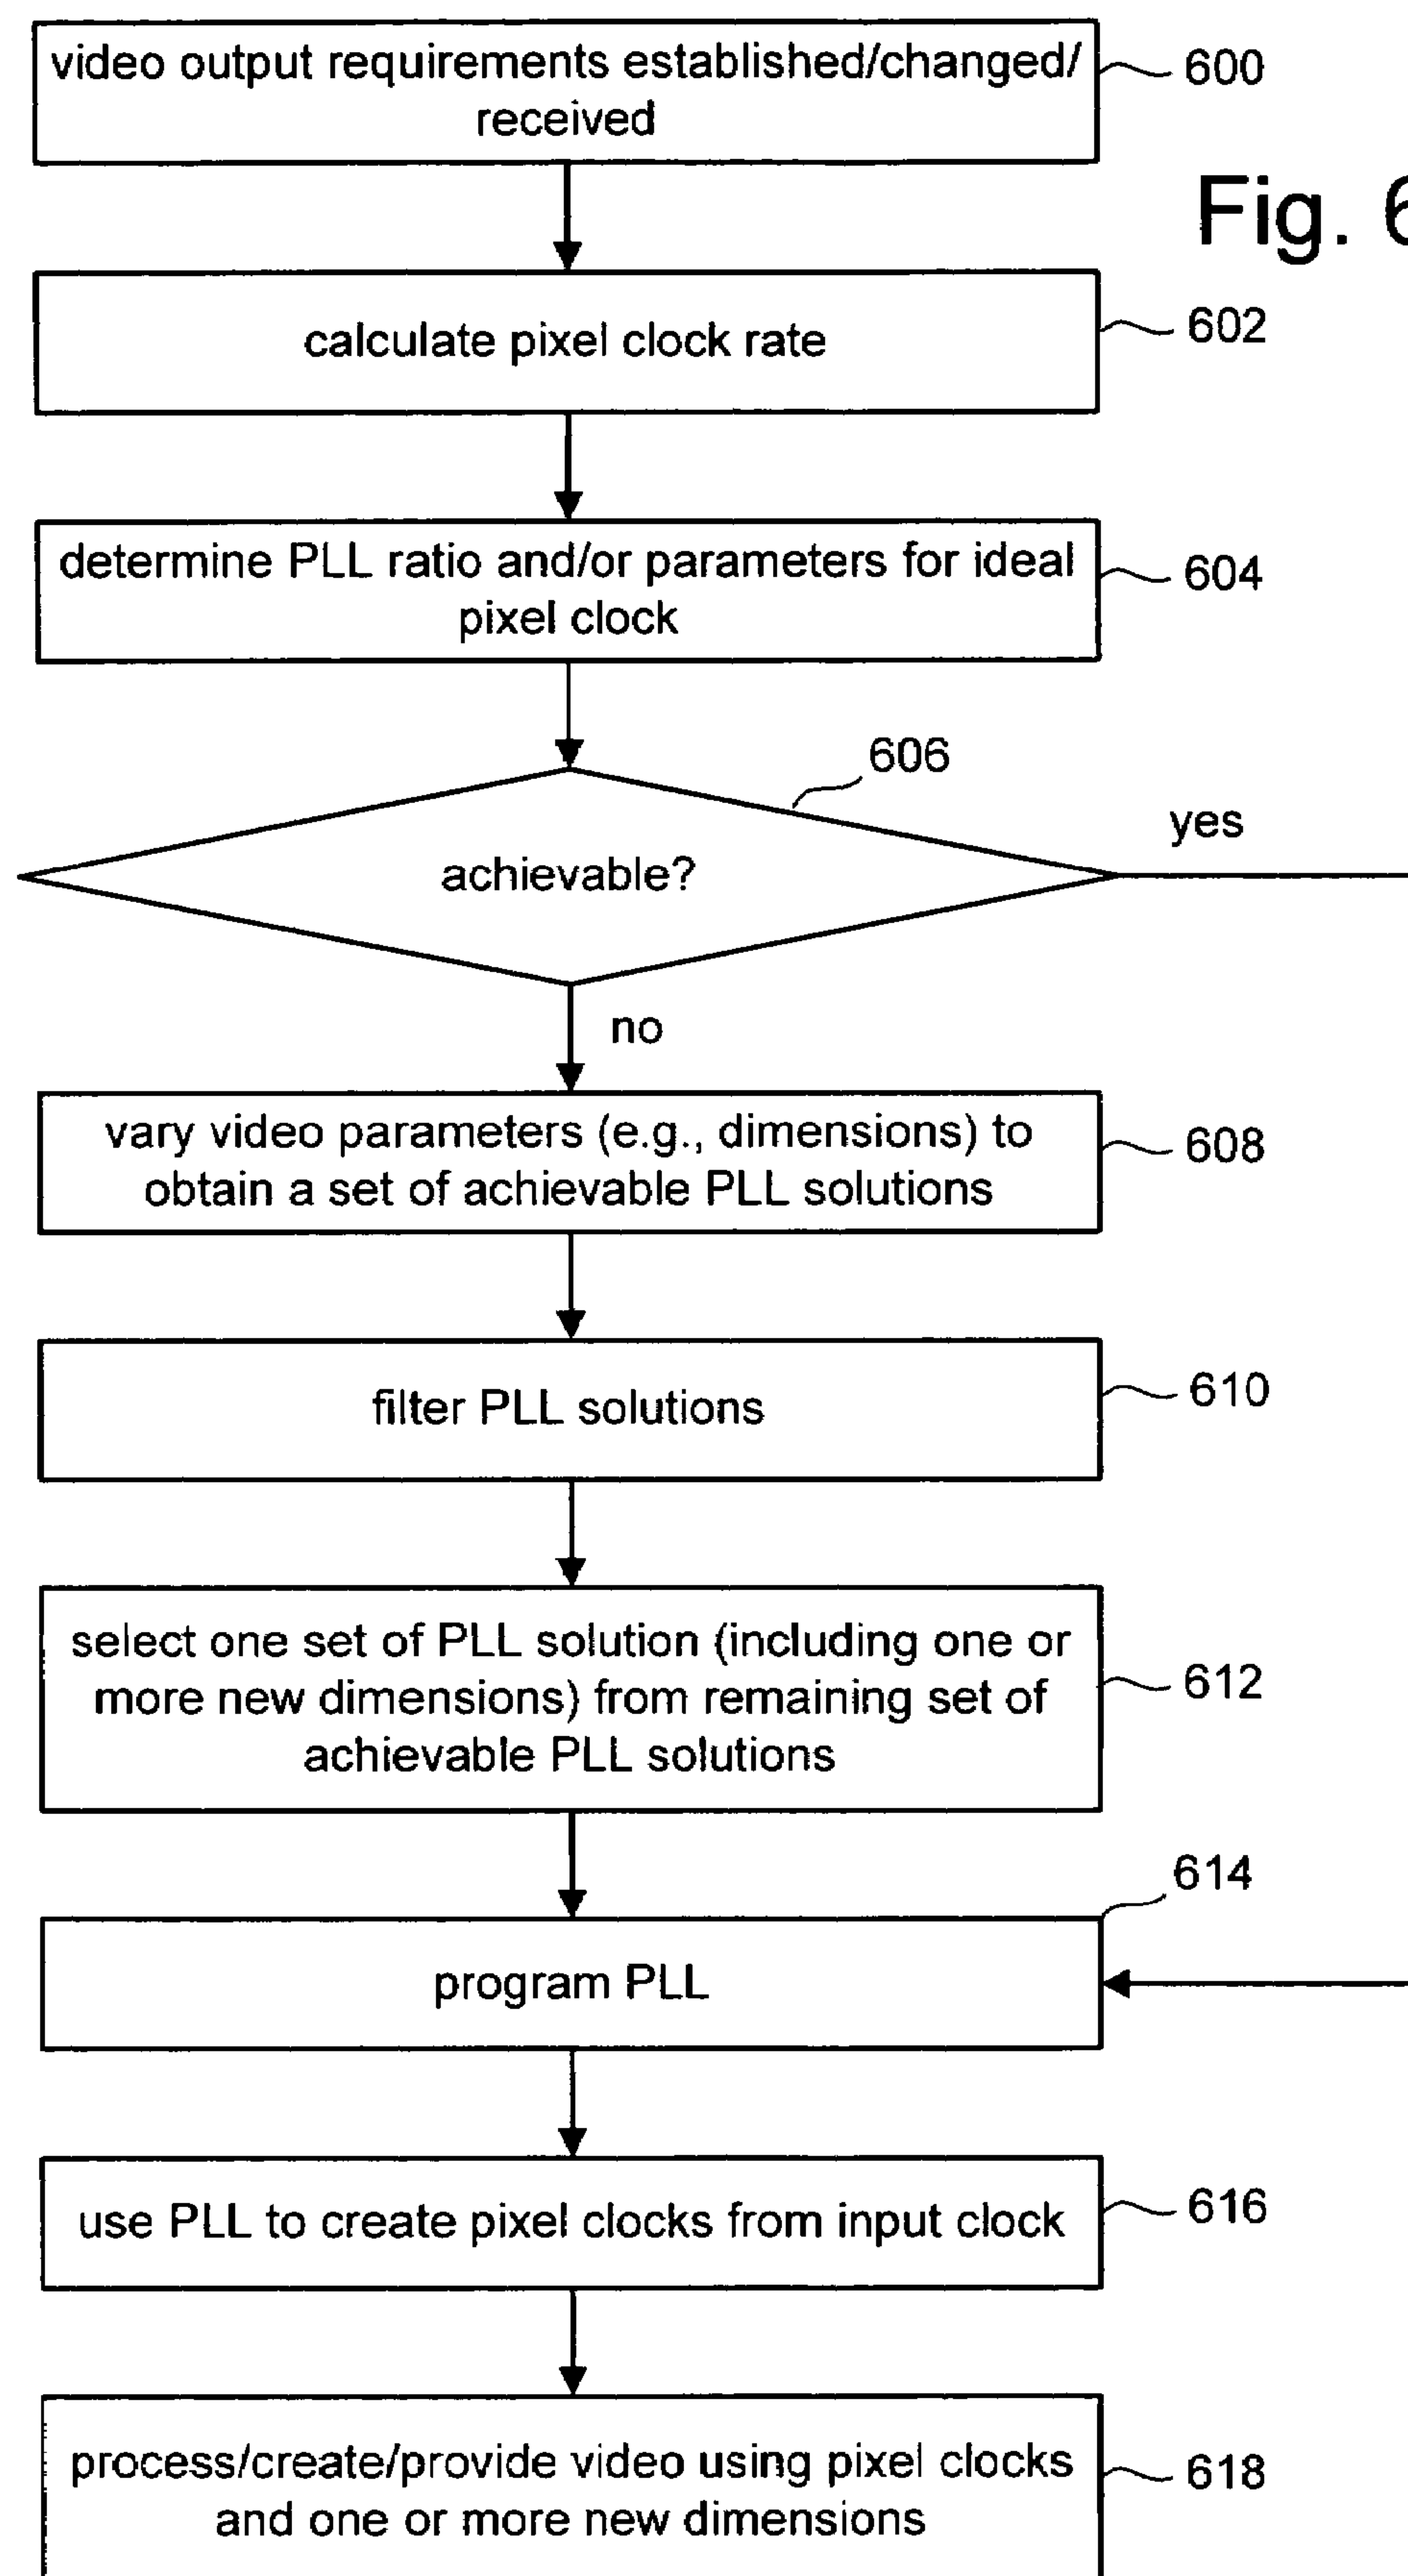 video output requirements established/changed/
received
600
Fig. 6
calculate pixel clock rate
602
determine PLL ratio and/or parameters for ideal
pixel clock
604
606
achievable?
yes
no
vary video parameters (e.g., dimensions) to
obtain a set of achievable PLL solutions
608
filter PLL solutions
610
select one set of PLL solution (including one or
more new dimensions) from remaining set of
achievable PLL solutions
612
614
program PLL
use PLL to create pixel clocks from input clock
616
process/create/provide video using pixel clocks
and one or more new dimensions
618